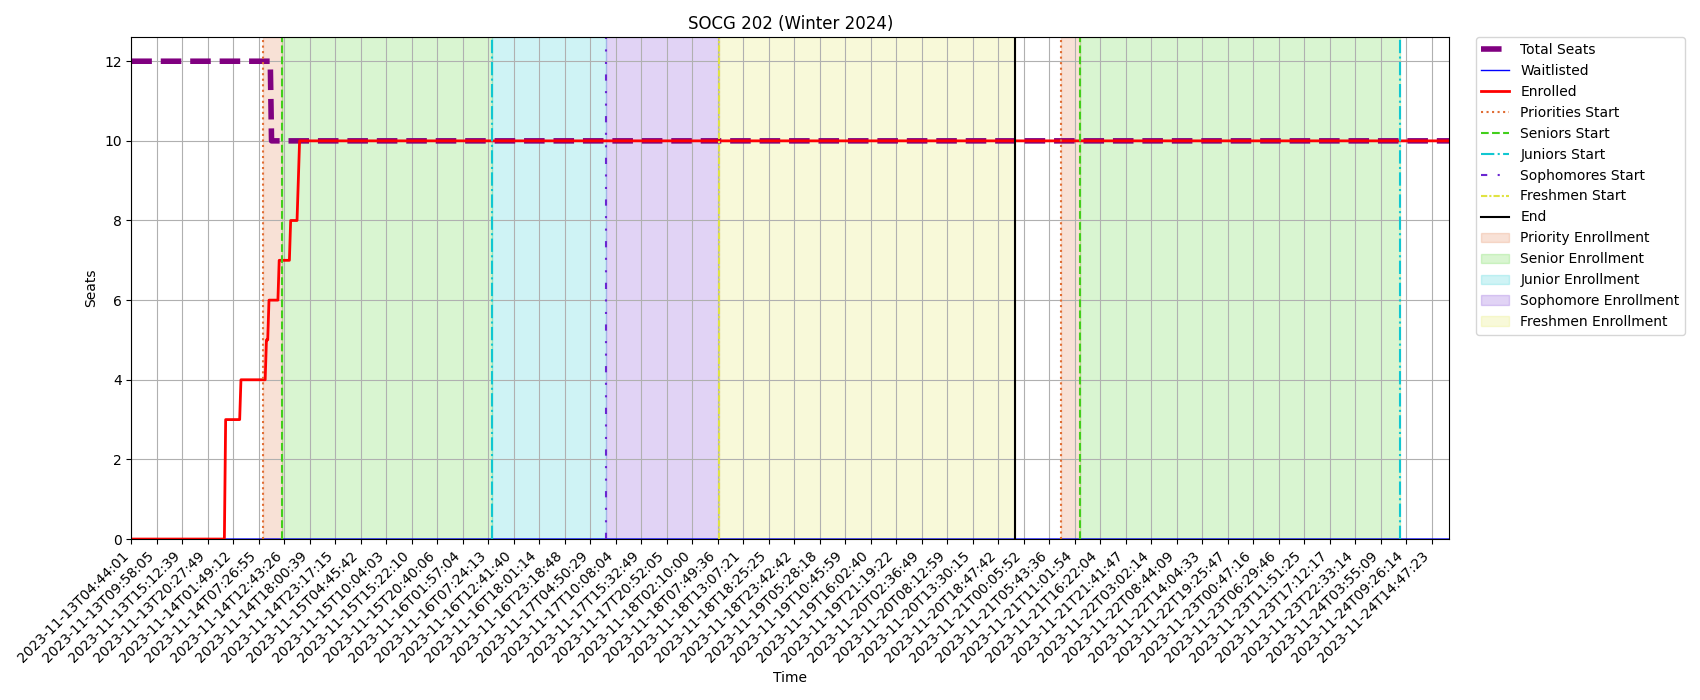 SOCG 202 (Winter 2024)
Seats
12
10
8
6
4
2
0
2023-11-13T04:44:01
2023-11-13T09:58:05
2023-11-13T15:12:39
2023-11-13T20:27:49
2023-11-14T01:49:12
2023-11-14T07:26:55
2023-11-14T12:43:26
2023-11-14T18:00:39
2023-11-14T23:17:15
2023-11-15T04:45:42
2023-11-15T10:04:03
2023-11-15T15:22:10
2023-11-15T20:40:06
2023-11-16T01:57:04
2023-11-16T07:24:13
2023-11-16T12:41:40
2023-11-16T18:01:14
2023-11-16T23:18:48
2023-11-17T04:50:29
2023-11-17T10:08:04
2023-11-17T15:32:49
2023-11-17T20:52:05
2023-11-18T02:10:00
2023-11-18T07:49:36
2023-11-18T13:07:21
2023-11-18T18:25:25
2023-11-18T23:42:42
2023-11-19T05:28:18
2023-11-19T10:45:59
2023-11-19T16:02:40
2023-11-19T21:19:22
2023-11-20T02:36:49
2023-11-20T08:12:59
2023-11-20T13:30:15
2023-11-20T18:47:42
2023-11-21T00:05:52
2023-11-21T05:43:36
2023-11-21T11:01:54
2023-11-21T16:22:04
2023-11-21T21:41:47
2023-11-22T03:02:14
2023-11-22T08:44:09
2023-11-22T14:04:33
2023-11-22T19:25:47
2023-11-23T00:47:16
2023-11-23T06:29:46
2023-11-23T11:51:25
2023-11-23T17:12:17
2023-11-23T22:33:14
2023-11-24T03:55:09
2023-11-24T09:26:14
2023-11-24T14:47:23
Time
Total Seats
Waitlisted
Enrolled
Priorities Start
Seniors Start
Juniors Start
Sophomores Start
Freshmen Start
End
Priority Enrollment
Senior Enrollment
Junior Enrollment
Sophomore Enrollment
Freshmen Enrollment